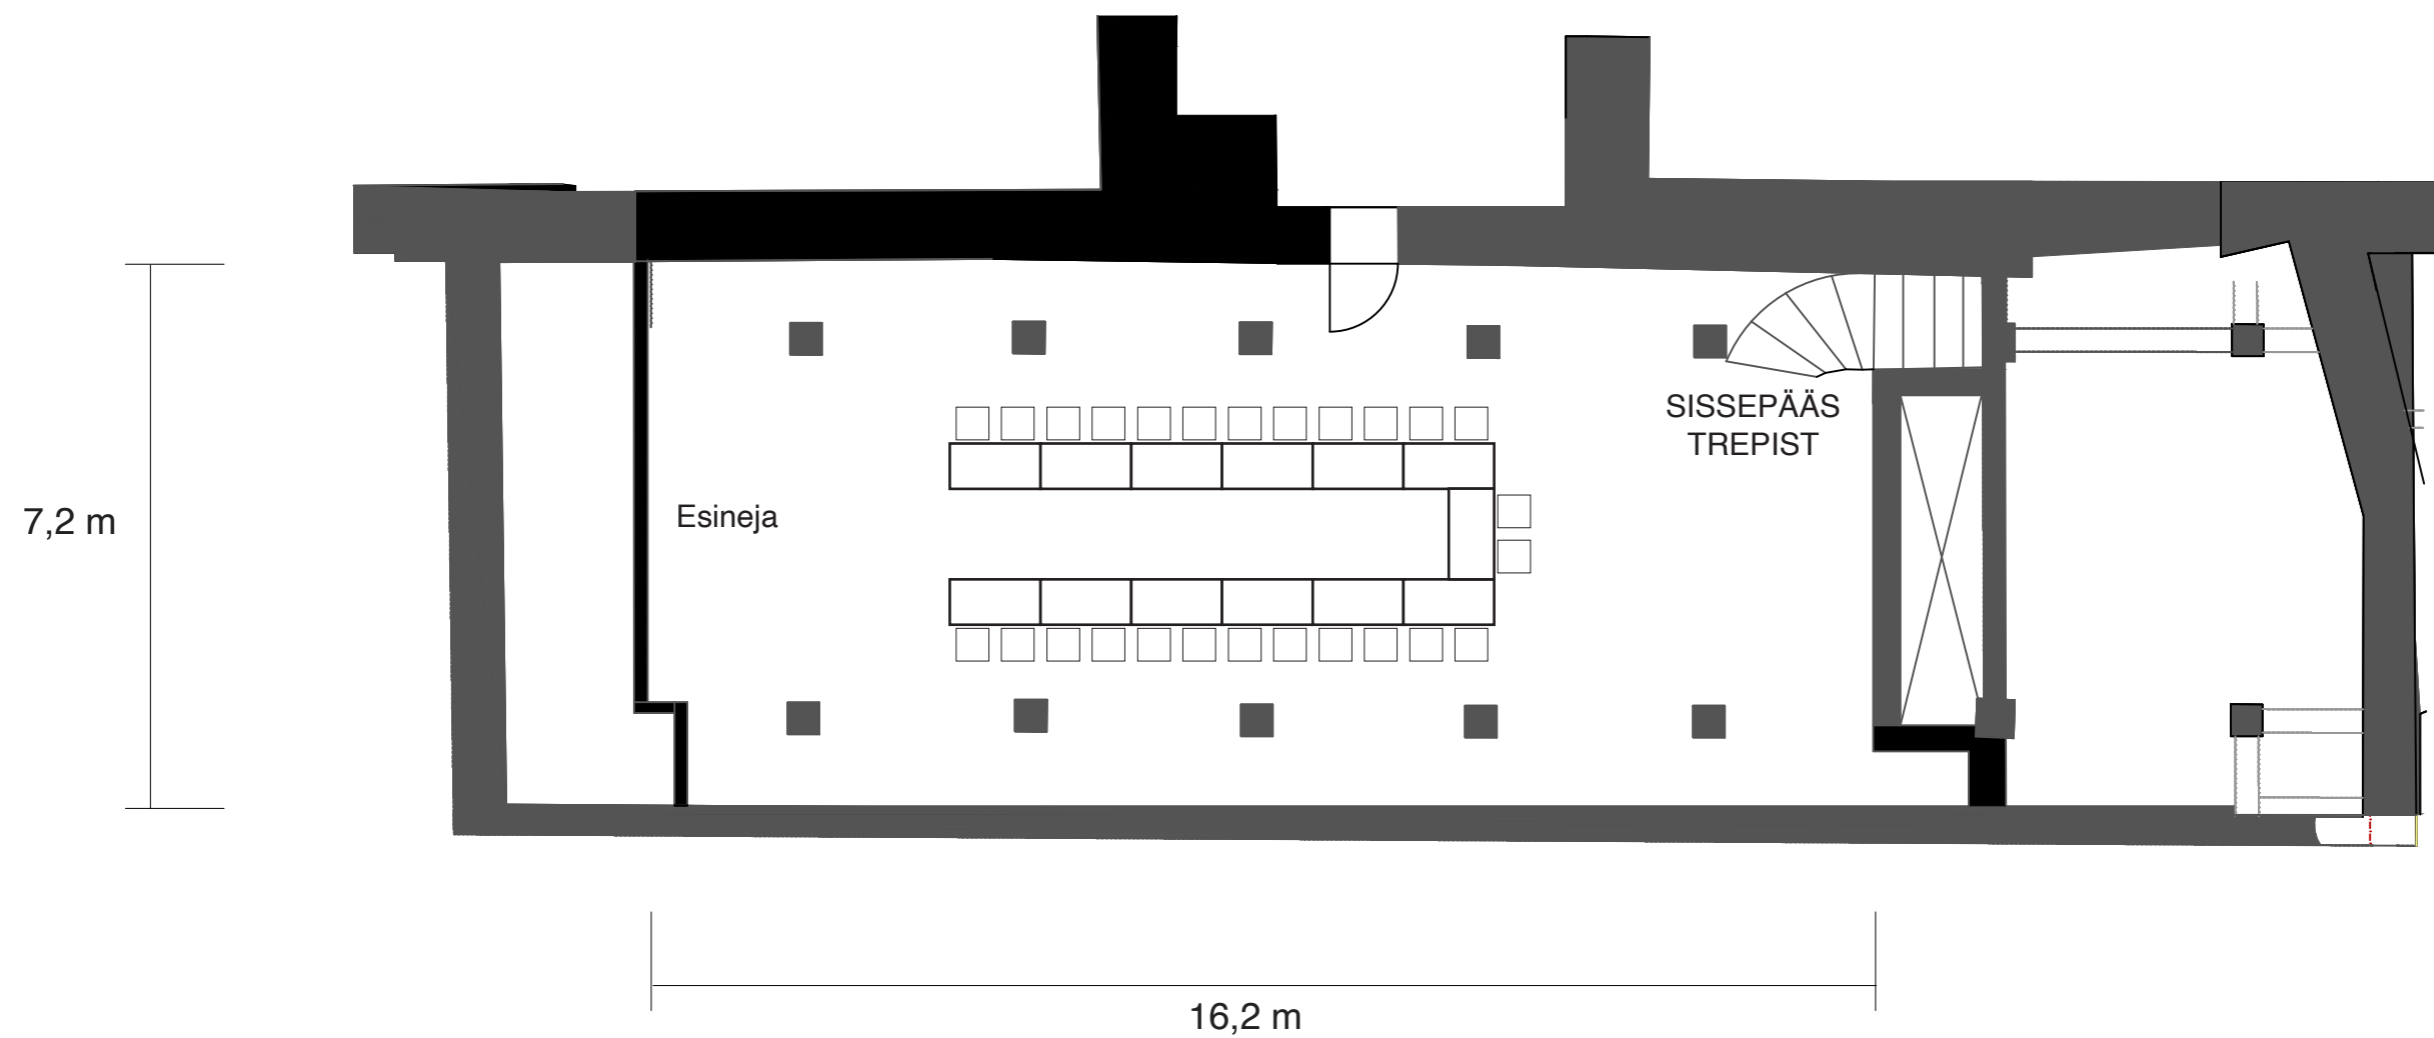 SISSEPÄÄS
TREPIST
7,2 m
Esineja
16,2 m